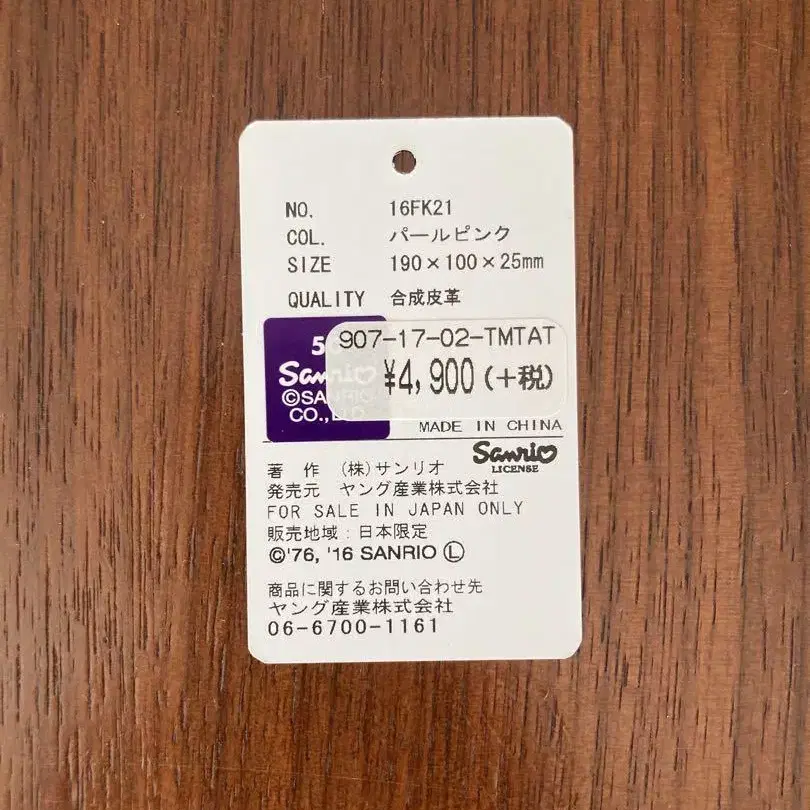 NO. 16FK21
COL. パールピンク
SIZE 190×100×25mm
QUALITY 合成皮革
907-17-02-TMTAT
¥4,900(+税)
Sanrio
©SANRIO
CO.,LTD.
MADE IN CHINA
Sanrio
LICENSE
著 作 (株)サンリオ
発売元 ヤング産業株式会社
FOR SALE IN JAPAN ONLY
販売地域:日本限定
©'76, '16 SANRIO Ⓛ
商品に関するお問い合わせ先
ヤング産業株式会社
06-6700-1161